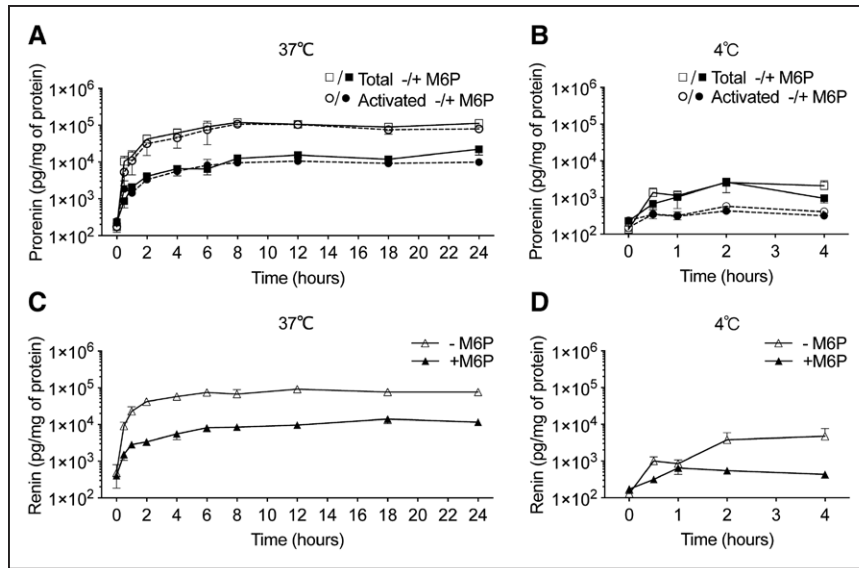 A
37℃
□/■ Total -/+ M6P
○/● Activated -/+ M6P
Prorenin (pg/mg of protein)
1×10⁶
1×10⁵
1×10⁴
1×10³
1×10²
0 2 4 6 8 10 12 14 16 18 20 22 24
Time (hours)
B
4℃
□/■ Total -/+ M6P
○/● Activated -/+ M6P
Prorenin (pg/mg of protein)
1×10⁶
1×10⁵
1×10⁴
1×10³
1×10²
0 1 2 3 4
Time (hours)
C
37℃
- M6P
+M6P
Renin (pg/mg of protein)
1×10⁶
1×10⁵
1×10⁴
1×10³
1×10²
0 2 4 6 8 10 12 14 16 18 20 22 24
Time (hours)
D
4℃
- M6P
+M6P
Renin (pg/mg of protein)
1×10⁶
1×10⁵
1×10⁴
1×10³
1×10²
0 1 2 3 4
Time (hours)